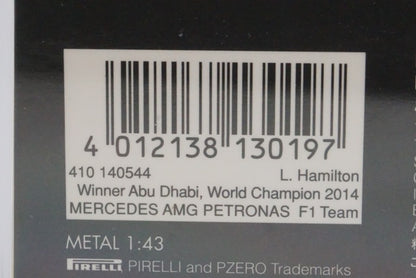 4 012138 130197
410 140544 L. Hamilton
Winner Abu Dhabi, World Champion 2014
MERCEDES AMG PETRONAS F1 Team
METAL 1:43
PIRELLI PIRELLI and PZERO Trademarks